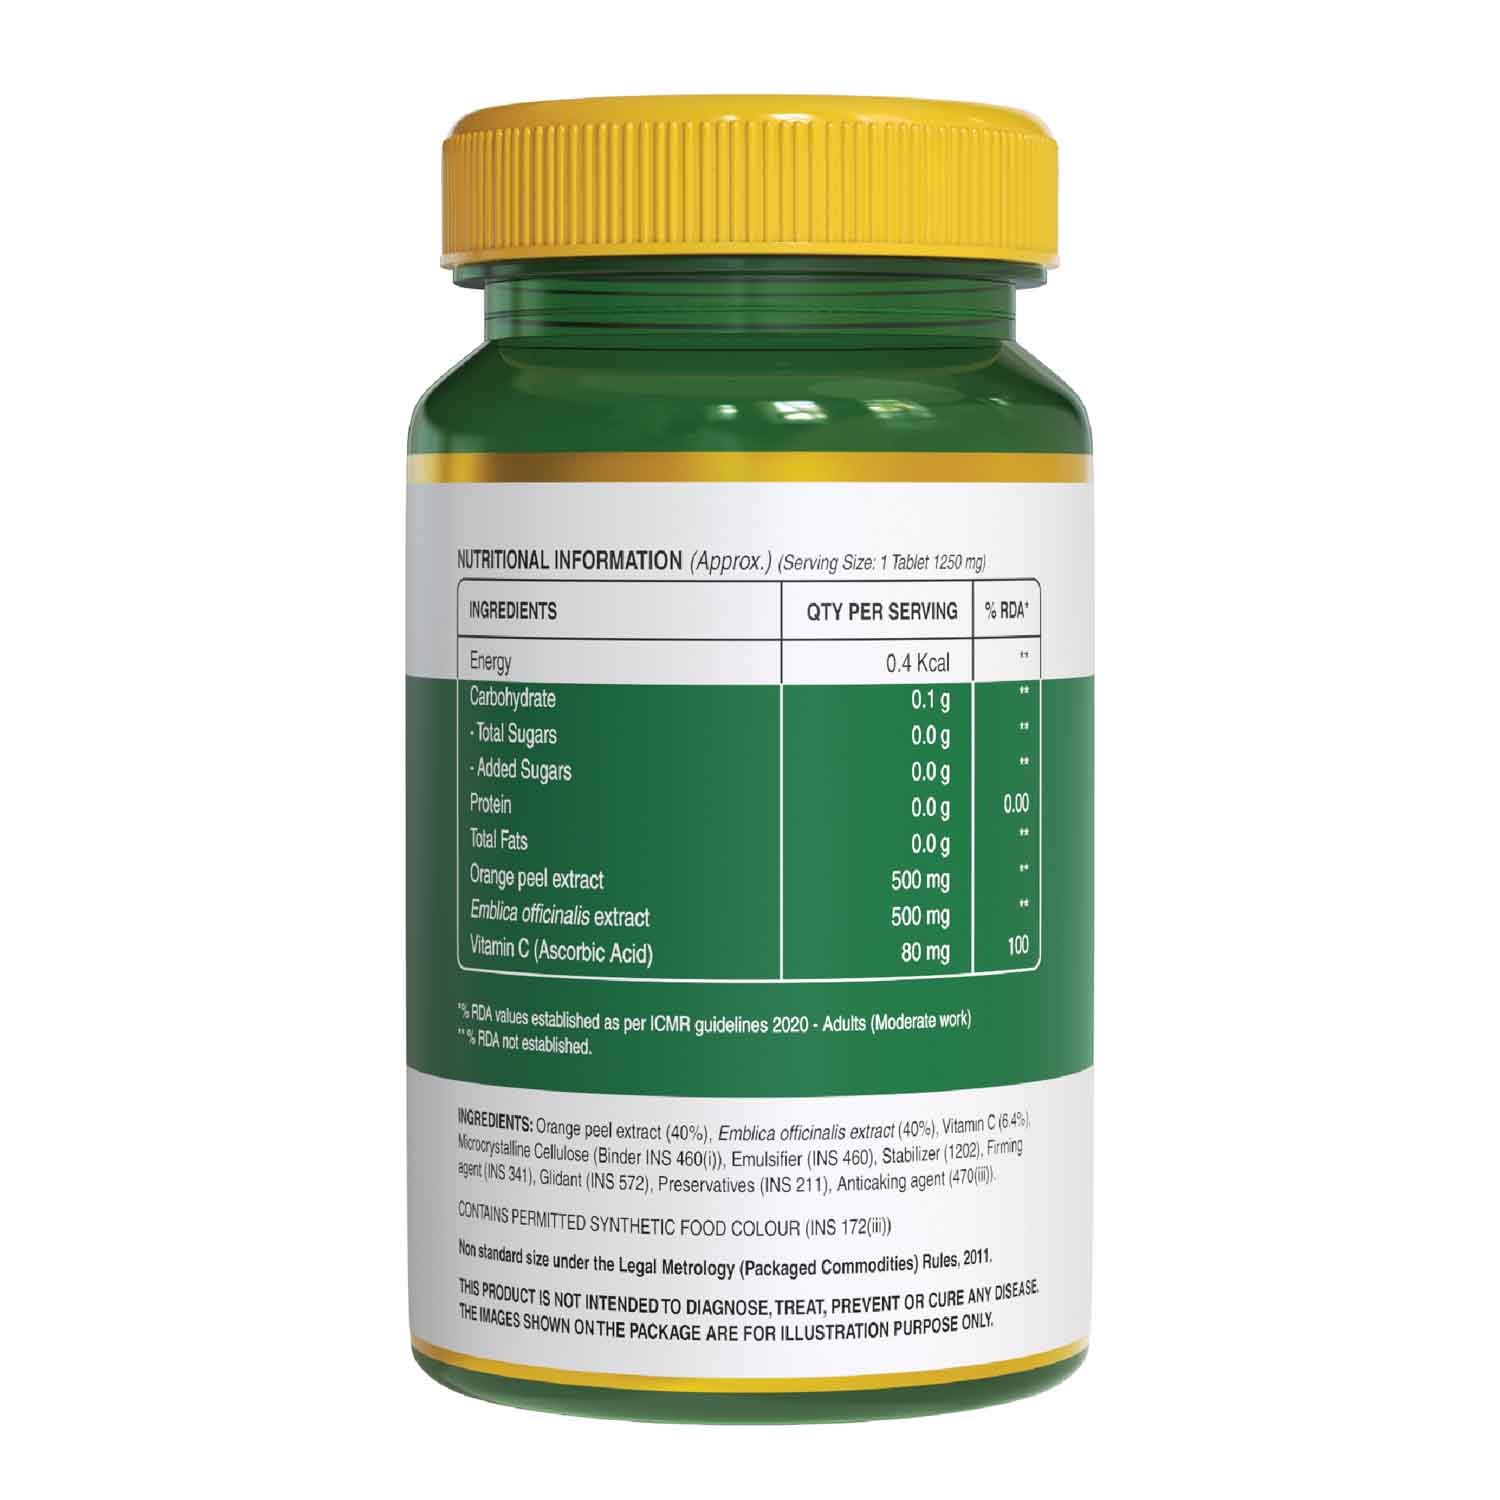 NUTRITIONAL INFORMATION (Approx.) (Serving Size: 1 Tablet 1250 mg)
INGREDIENTS QTY PER SERVING % RDA*
Energy 0.4 Kcal **
Carbohydrate 0.1 g **
- Total Sugars 0.0 g **
- Added Sugars 0.0 g **
Protein 0.0 g 0.00
Total Fats 0.0 g **
Orange peel extract 500 mg **
Emblica officinalis extract 500 mg **
Vitamin C (Ascorbic Acid) 80 mg 100
*% RDA values established as per ICMR guidelines 2020 - Adults (Moderate work)
**% RDA not established.
INGREDIENTS: Orange peel extract (40%), Emblica officinalis extract (40%), Vitamin C (6.4%),
Microcrystalline Cellulose (Binder INS 460(i)), Emulsifier (INS 460), Stabilizer (1202), Firming
agent (INS 341), Glidant (INS 572), Preservatives (INS 211), Anticaking agent (470(iii)).
CONTAINS PERMITTED SYNTHETIC FOOD COLOUR (INS 172(iii))
Non standard size under the Legal Metrology (Packaged Commodities) Rules, 2011.
THIS PRODUCT IS NOT INTENDED TO DIAGNOSE, TREAT, PREVENT OR CURE ANY DISEASE.
THE IMAGES SHOWN ON THE PACKAGE ARE FOR ILLUSTRATION PURPOSE ONLY.